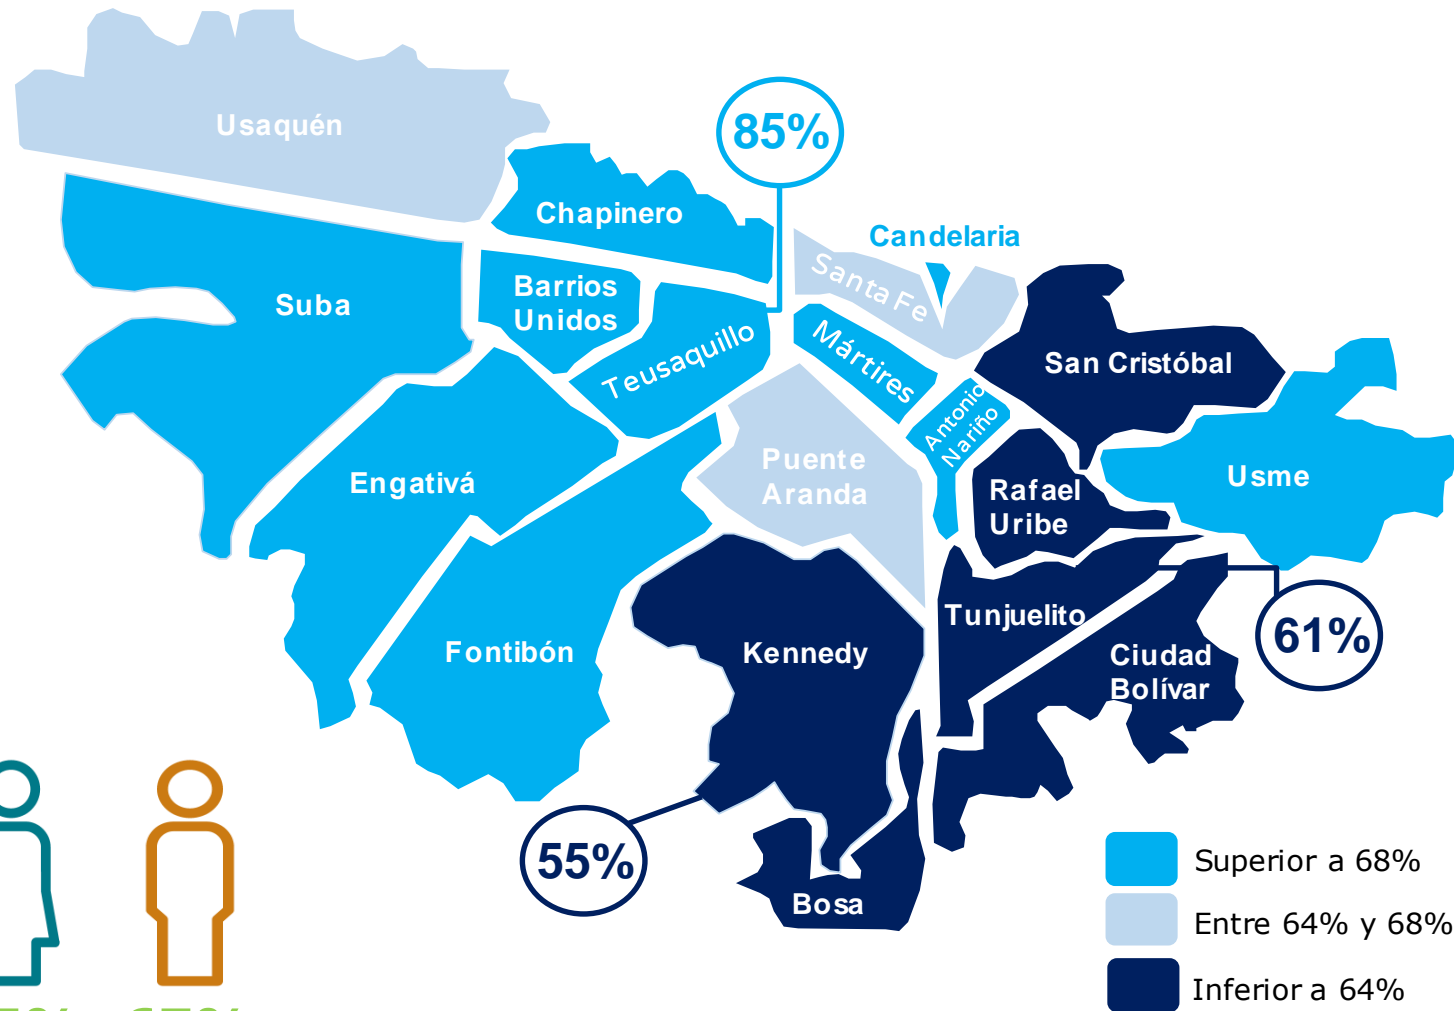 Usaquén
85%
Chapinero
Candelaria
Santa Fe
Suba
Barrios
Unidos
Teusaquillo
Mártires
San Cristóbal
Antonio
Nariño
Engativá
Puente
Aranda
Rafael
Uribe
Usme
Fontibón
Kennedy
Tunjuelito
61%
Ciudad
Bolívar
55%
Bosa
Superior a 68%
Entre 64% y 68%
Inferior a 64%